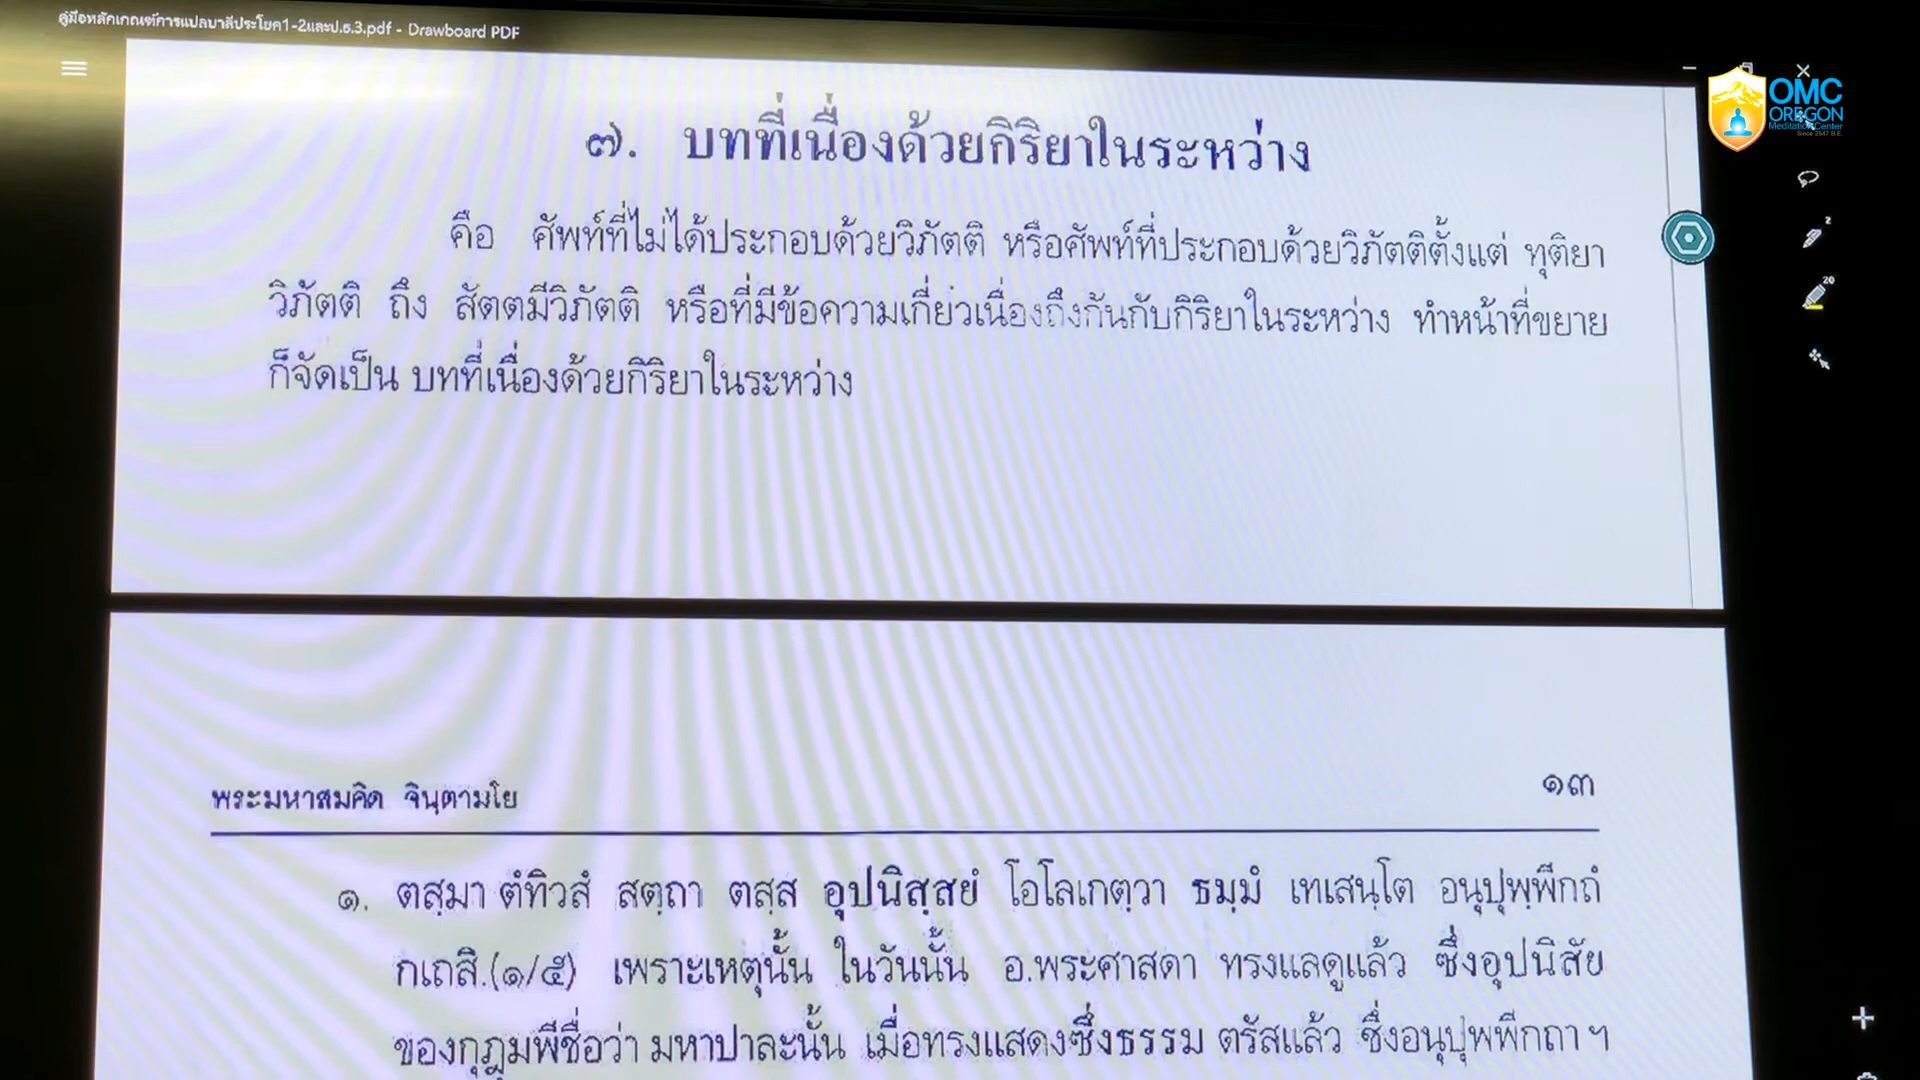 คู่มือหลักเกณฑ์การแปลบาลีประโยค1-2และป.ธ.3.pdf - Drawboard PDF
OMC
OREGON
Meditation Center
Since 2547 B.E.
๗. บทที่เนื่องด้วยกิริยาในระหว่าง
คือ ศัพท์ที่ไม่ได้ประกอบด้วยวิภัตติ หรือศัพท์ที่ประกอบด้วยวิภัตติตั้งแต่ ทุติยา
วิภัตติ ถึง สัตตมีวิภัตติ หรือที่มีข้อความเกี่ยวเนื่องถึงกันกับกิริยาในระหว่าง ทำหน้าที่ขยาย
ก็จัดเป็น บทที่เนื่องด้วยกิริยาในระหว่าง
2
20
พระมหาสมคิด จินฺตามโย ๑๓
๑. ตสฺมา ตํทิวสํ สตฺถา ตสฺส อุปนิสฺสยํ โอโลเกตฺวา ธมฺมํ เทเสนฺโต อนุปุพฺพีกถํ
กเถสิ.(๑/๕) เพราะเหตุนั้น ในวันนั้น อ.พระศาสดา ทรงแลดูแล้ว ซึ่งอุปนิสัย
ของกุฎุมพีชื่อว่า มหาปาละนั้น เมื่อทรงแสดงซึ่งธรรม ตรัสแล้ว ซึ่งอนุปุพพีกถา ฯ